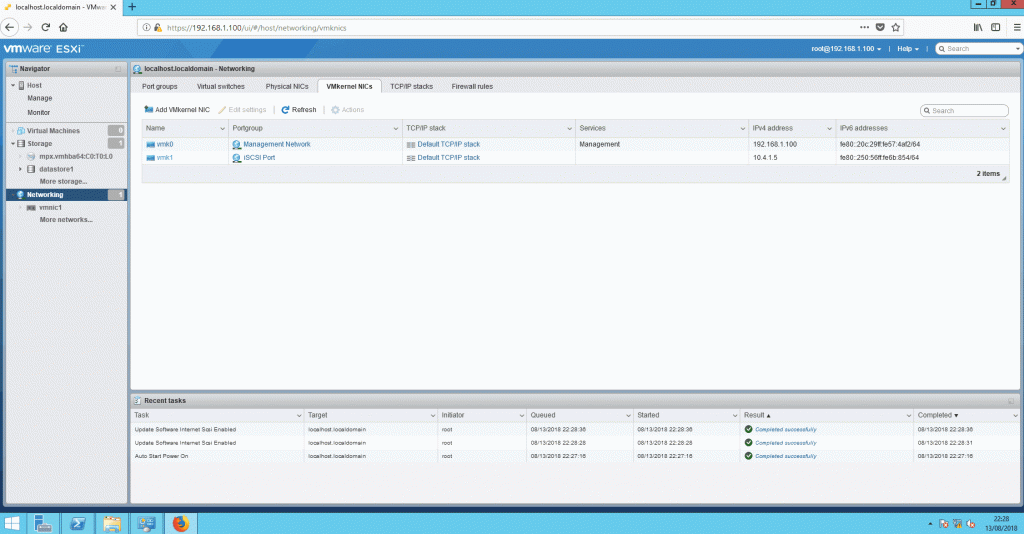 localhost.localdomain - VMw
https://192.168.1.100/ui/#/host/networking/vmknics
vmware ESXi
root@192.168.1.100 | Help | Search
Navigator
Host
Manage
Monitor
Virtual Machines 0
Storage 1
mpx.vmhba64:C0:T0:L0
datastore1
More storage...
Networking 1
vmnic1
More networks...
localhost.localdomain - Networking
Port groups Virtual switches Physical NICs VMkernel NICs TCP/IP stacks Firewall rules
Add VMkernel NIC Edit settings | Refresh | Actions Search
Name Portgroup TCP/IP stack Services IPv4 address IPv6 addresses
vmk0 Management Network Default TCP/IP stack Management 192.168.1.100 fe80::20c:29ff:fe57:4af2/64
vmk1 iSCSI Port Default TCP/IP stack 10.4.1.5 fe80::250:56ff:fe6b:854/64
2 items
Recent tasks
Task Target Initiator Queued Started Result Completed
Update Software Internet Scsi Enabled localhost.localdomain root 08/13/2018 22:28:36 08/13/2018 22:28:36 Completed successfully 08/13/2018 22:28:36
Update Software Internet Scsi Enabled localhost.localdomain root 08/13/2018 22:28:28 08/13/2018 22:28:28 Completed successfully 08/13/2018 22:28:31
Auto Start Power On localhost.localdomain root 08/13/2018 22:27:16 08/13/2018 22:27:16 Completed successfully 08/13/2018 22:27:16
22:28
13/08/2018